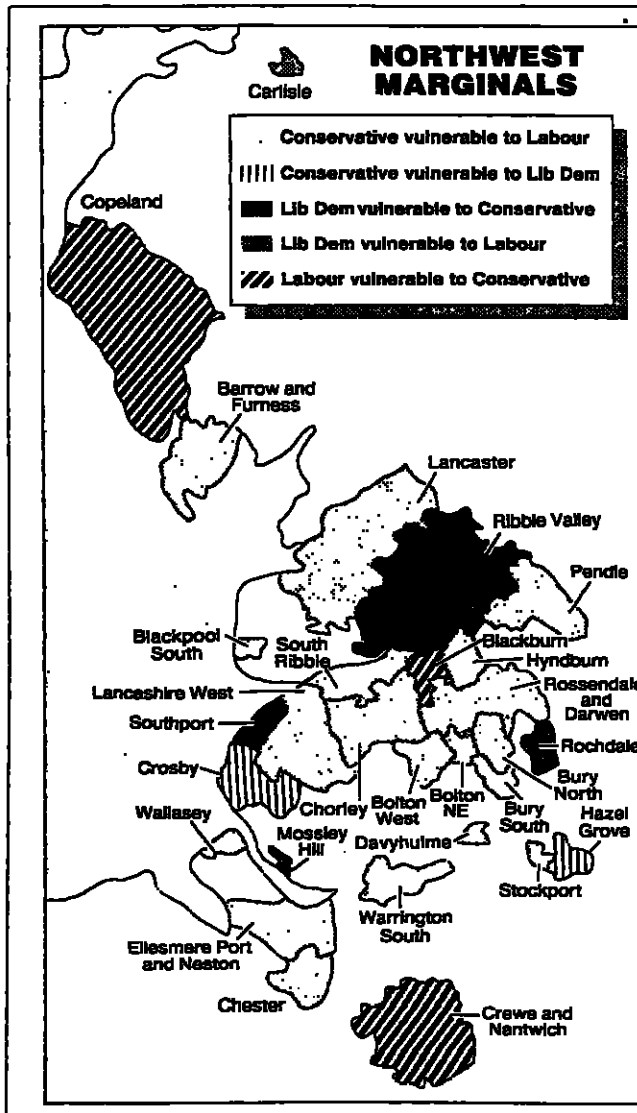 NORTHWEST
MARGINALS
Carlisle
Conservative vulnerable to Labour
Conservative vulnerable to Lib Dem
Lib Dem vulnerable to Conservative
Lib Dem vulnerable to Labour
Labour vulnerable to Conservative
Copeland
Barrow and
Furness
Lancaster
Ribble Valley
Pendle
Blackpool
South
South
Ribble
Blackburn
Hyndburn
Lancashire West
Rossendale
and
Darwen
Southport
Rochdale
Crosby
Chorley
Bolton
West
Bolton
NE
Bury
North
Bury
South
Hazel
Grove
Wallasey
Mossley
Hill
Davyhulme
Stockport
Warrington
South
Ellesmere Port
and Neston
Chester
Crewe and
Nantwich